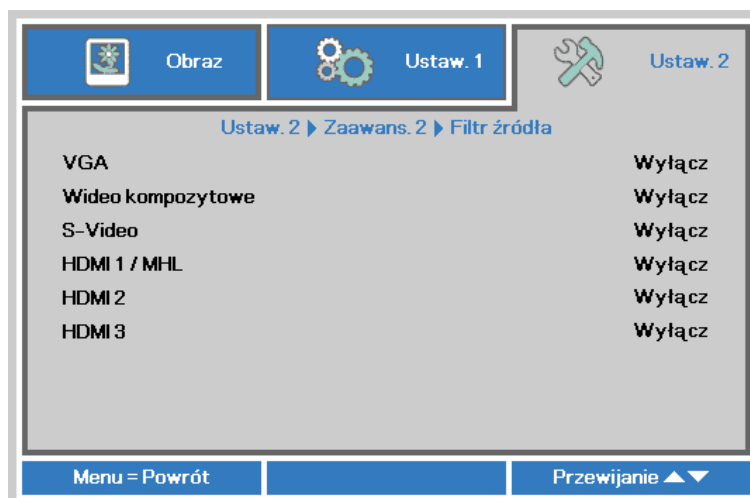 Obraz Ustaw. 1 Ustaw. 2
Ustaw. 2 ▶ Zaawans. 2 ▶ Filtr źródła
VGA Wyłącz
Wideo kompozytowe Wyłącz
S-Video Wyłącz
HDMI 1 / MHL Wyłącz
HDMI 2 Wyłącz
HDMI 3 Wyłącz
Menu = Powrót Przewijanie ▲▼